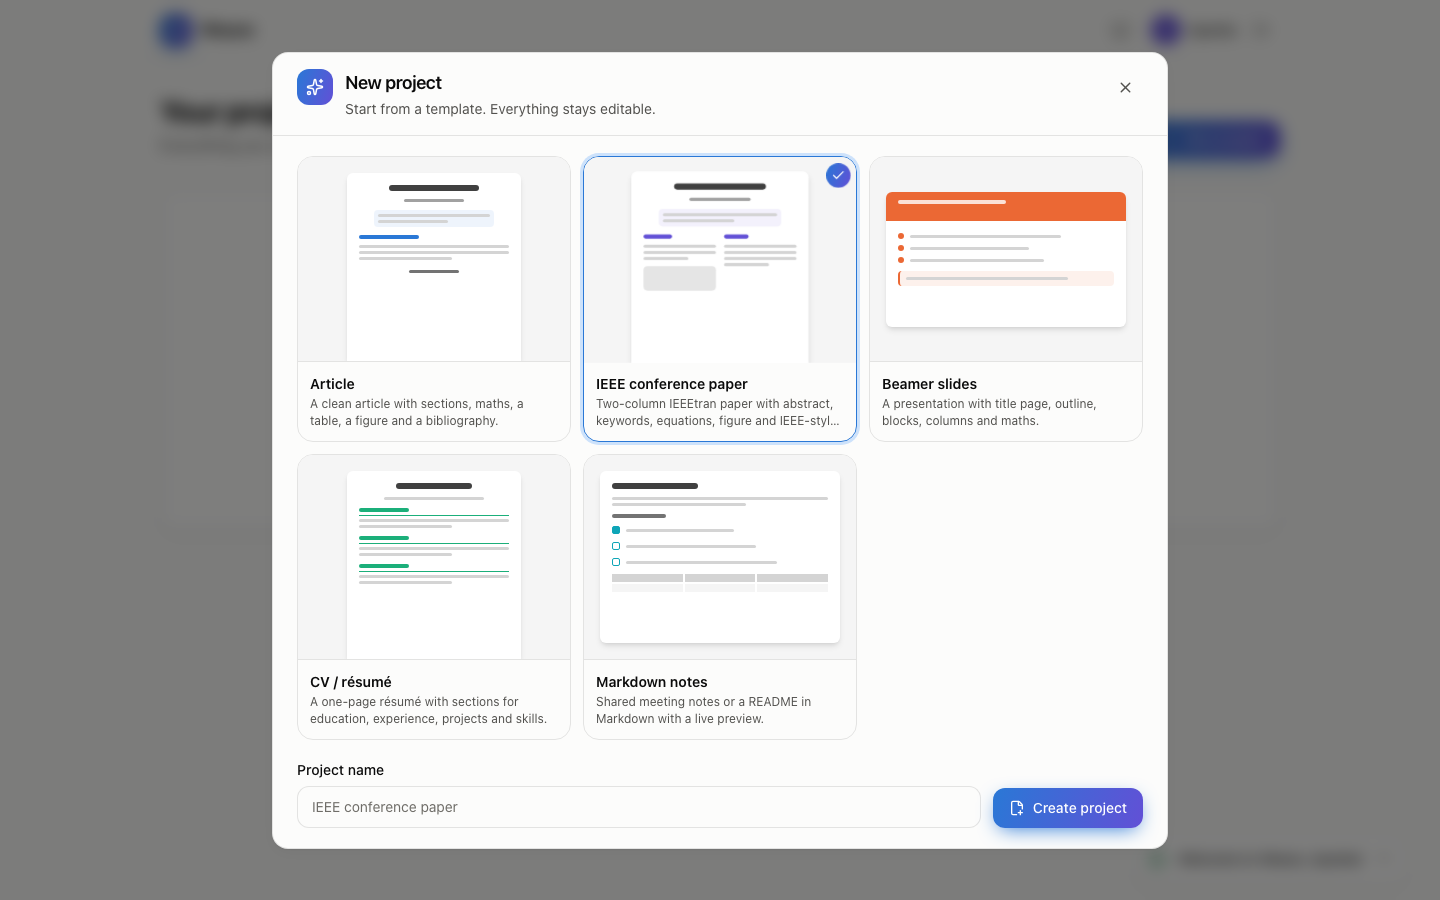 New project
Start from a template. Everything stays editable.
Article
A clean article with sections, maths, a
table, a figure and a bibliography.
IEEE conference paper
Two-column IEEEtran paper with abstract,
keywords, equations, figure and IEEE-styl…
Beamer slides
A presentation with title page, outline,
blocks, columns and maths.
CV / résumé
A one-page résumé with sections for
education, experience, projects and skills.
Markdown notes
Shared meeting notes or a README in
Markdown with a live preview.
Project name
IEEE conference paper
Create project